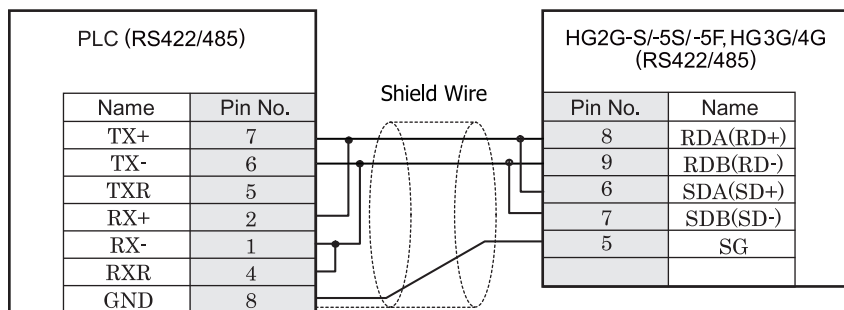 PLC (RS422/485)
Name Pin No.
TX+ 7
TX- 6
TXR 5
RX+ 2
RX- 1
RXR 4
GND 8
Shield Wire
HG2G-S/-5S/-5F, HG3G/4G
(RS422/485)
Pin No. Name
8 RDA(RD+)
9 RDB(RD-)
6 SDA(SD+)
7 SDB(SD-)
5 SG